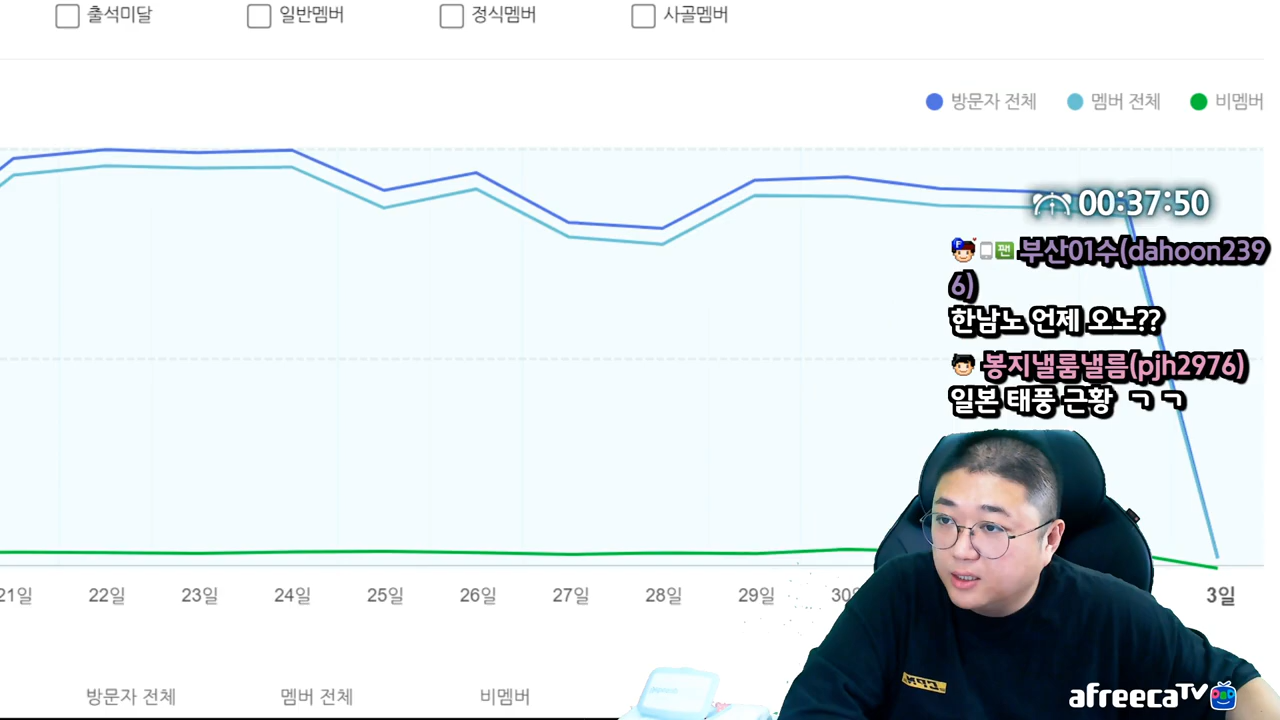 출석미달
일반멤버
정식멤버
사골멤버
방문자 전체
멤버 전체
비멤버
00:37:50
F 팬 부산01수(dahoon239
6)
한남노 언제 오노??
봉지낼룸낼름(pjh2976)
일본 태풍 근황 ㄱㄱ
21일
22일
23일
24일
25일
26일
27일
28일
29일
3일
방문자 전체
멤버 전체
비멤버
afreecaTV